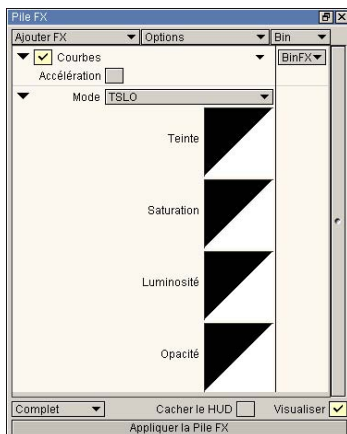 Pile FX
Ajouter FX Options Bin
Courbes BinFX
Accélération
Mode TSLO
Teinte
Saturation
Luminosité
Opacité
Complet Cacher le HUD Visualiser
Appliquer la Pile FX